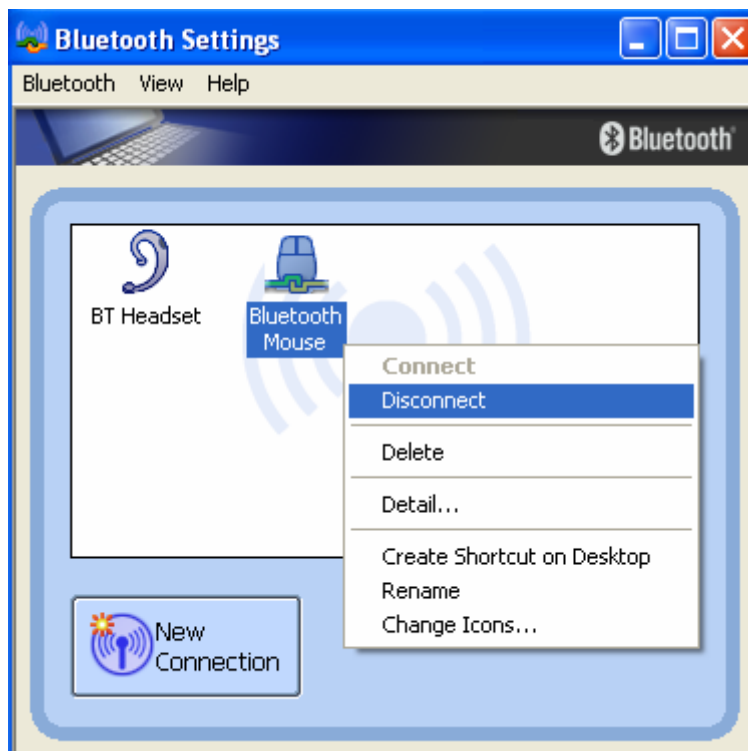 Bluetooth Settings
Bluetooth View Help
Bluetooth
BT Headset
Bluetooth
Mouse
Connect
Disconnect
Delete
Detail...
Create Shortcut on Desktop
Rename
Change Icons...
New
Connection